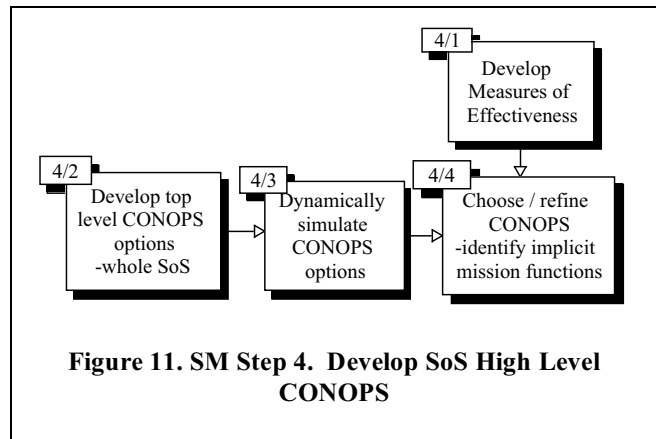 4/1
Develop
Measures of
Effectiveness
4/2
Develop top
level CONOPS
options
-whole SoS
4/3
Dynamically
simulate
CONOPS
options
4/4
Choose / refine
CONOPS
-identify implicit
mission functions
Figure 11. SM Step 4. Develop SoS High Level
CONOPS